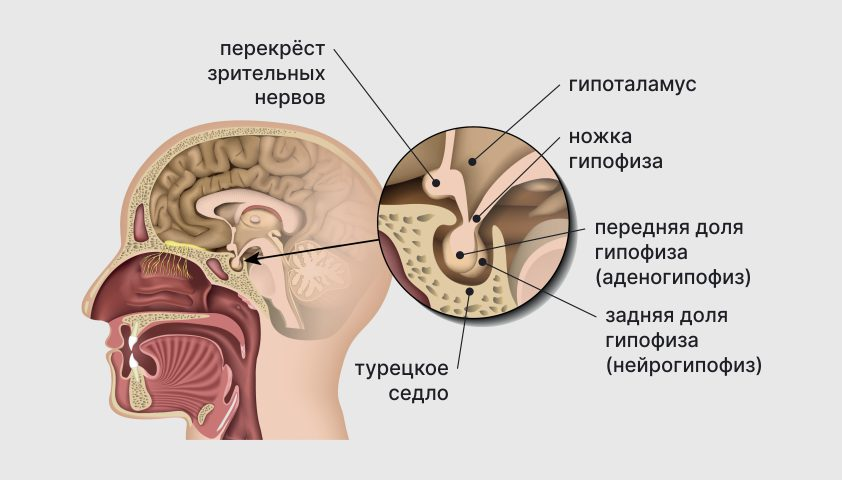 перекрёст
зрительных
нервов
гипоталамус
ножка
гипофиза
передняя доля
гипофиза
(аденогипофиз)
задняя доля
гипофиза
(нейрогипофиз)
турецкое
седло